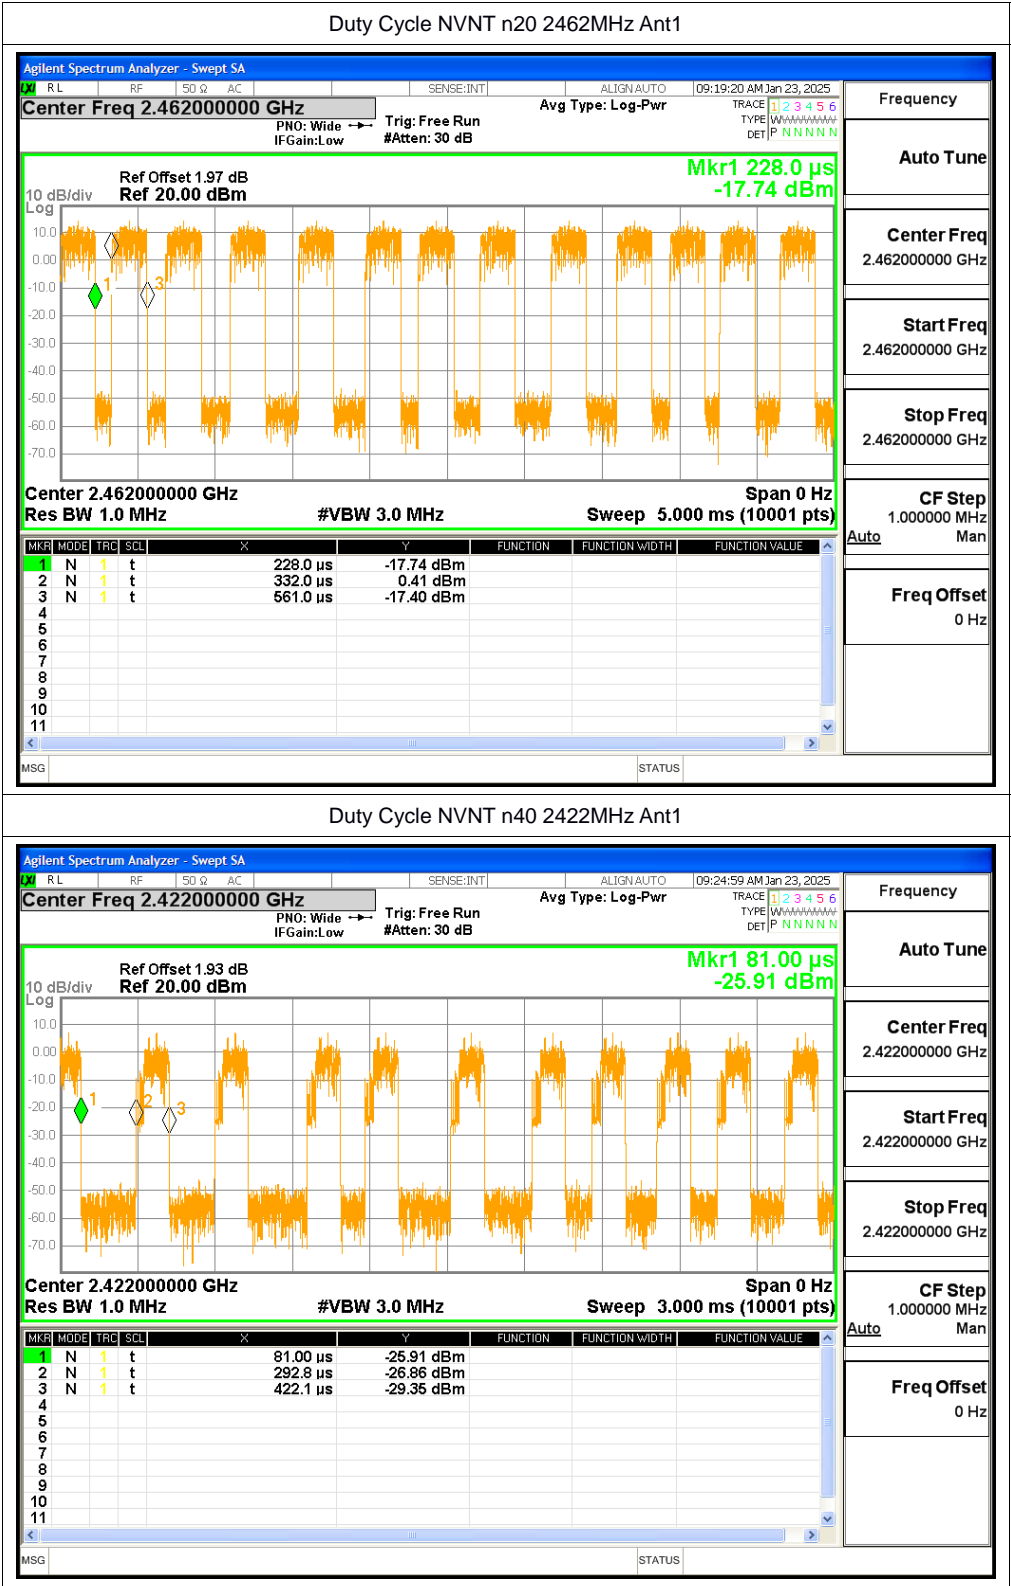 Duty Cycle NVNT n20 2462MHz Ant1
Agilent Spectrum Analyzer - Swept SA
LXI RL RF 50 Ω AC SENSE:INT ALIGN AUTO 09:19:20 AM Jan 23, 2025
Center Freq 2.462000000 GHz
Avg Type: Log-Pwr
TRACE 1 2 3 4 5 6
TYPE W
DET P N N N N N
PNO: Wide
IFGain:Low
Trig: Free Run
#Atten: 30 dB
Mkr1 228.0 µs
-17.74 dBm
Ref Offset 1.97 dB
10 dB/div Ref 20.00 dBm
Log
10.0
0.00
-10.0
-20.0
-30.0
-40.0
-50.0
-60.0
-70.0
1
3
Center 2.462000000 GHz Span 0 Hz
Res BW 1.0 MHz #VBW 3.0 MHz Sweep 5.000 ms (10001 pts)
MKR MODE TRC SCL X Y FUNCTION FUNCTION WIDTH FUNCTION VALUE
1 N 1 t 228.0 µs -17.74 dBm
2 N 1 t 332.0 µs 0.41 dBm
3 N 1 t 561.0 µs -17.40 dBm
4
5
6
7
8
9
10
11
MSG STATUS
Frequency
Auto Tune
Center Freq
2.462000000 GHz
Start Freq
2.462000000 GHz
Stop Freq
2.462000000 GHz
CF Step
1.000000 MHz
Auto Man
Freq Offset
0 Hz
Duty Cycle NVNT n40 2422MHz Ant1
Agilent Spectrum Analyzer - Swept SA
LXI RL RF 50 Ω AC SENSE:INT ALIGN AUTO 09:24:59 AM Jan 23, 2025
Center Freq 2.422000000 GHz
Avg Type: Log-Pwr
TRACE 1 2 3 4 5 6
TYPE W
DET P N N N N N
PNO: Wide
IFGain:Low
Trig: Free Run
#Atten: 30 dB
Mkr1 81.00 µs
-25.91 dBm
Ref Offset 1.93 dB
10 dB/div Ref 20.00 dBm
Log
10.0
0.00
-10.0
-20.0
-30.0
-40.0
-50.0
-60.0
-70.0
1
2
3
Center 2.422000000 GHz Span 0 Hz
Res BW 1.0 MHz #VBW 3.0 MHz Sweep 3.000 ms (10001 pts)
MKR MODE TRC SCL X Y FUNCTION FUNCTION WIDTH FUNCTION VALUE
1 N 1 t 81.00 µs -25.91 dBm
2 N 1 t 292.8 µs -26.86 dBm
3 N 1 t 422.1 µs -29.35 dBm
4
5
6
7
8
9
10
11
MSG STATUS
Frequency
Auto Tune
Center Freq
2.422000000 GHz
Start Freq
2.422000000 GHz
Stop Freq
2.422000000 GHz
CF Step
1.000000 MHz
Auto Man
Freq Offset
0 Hz